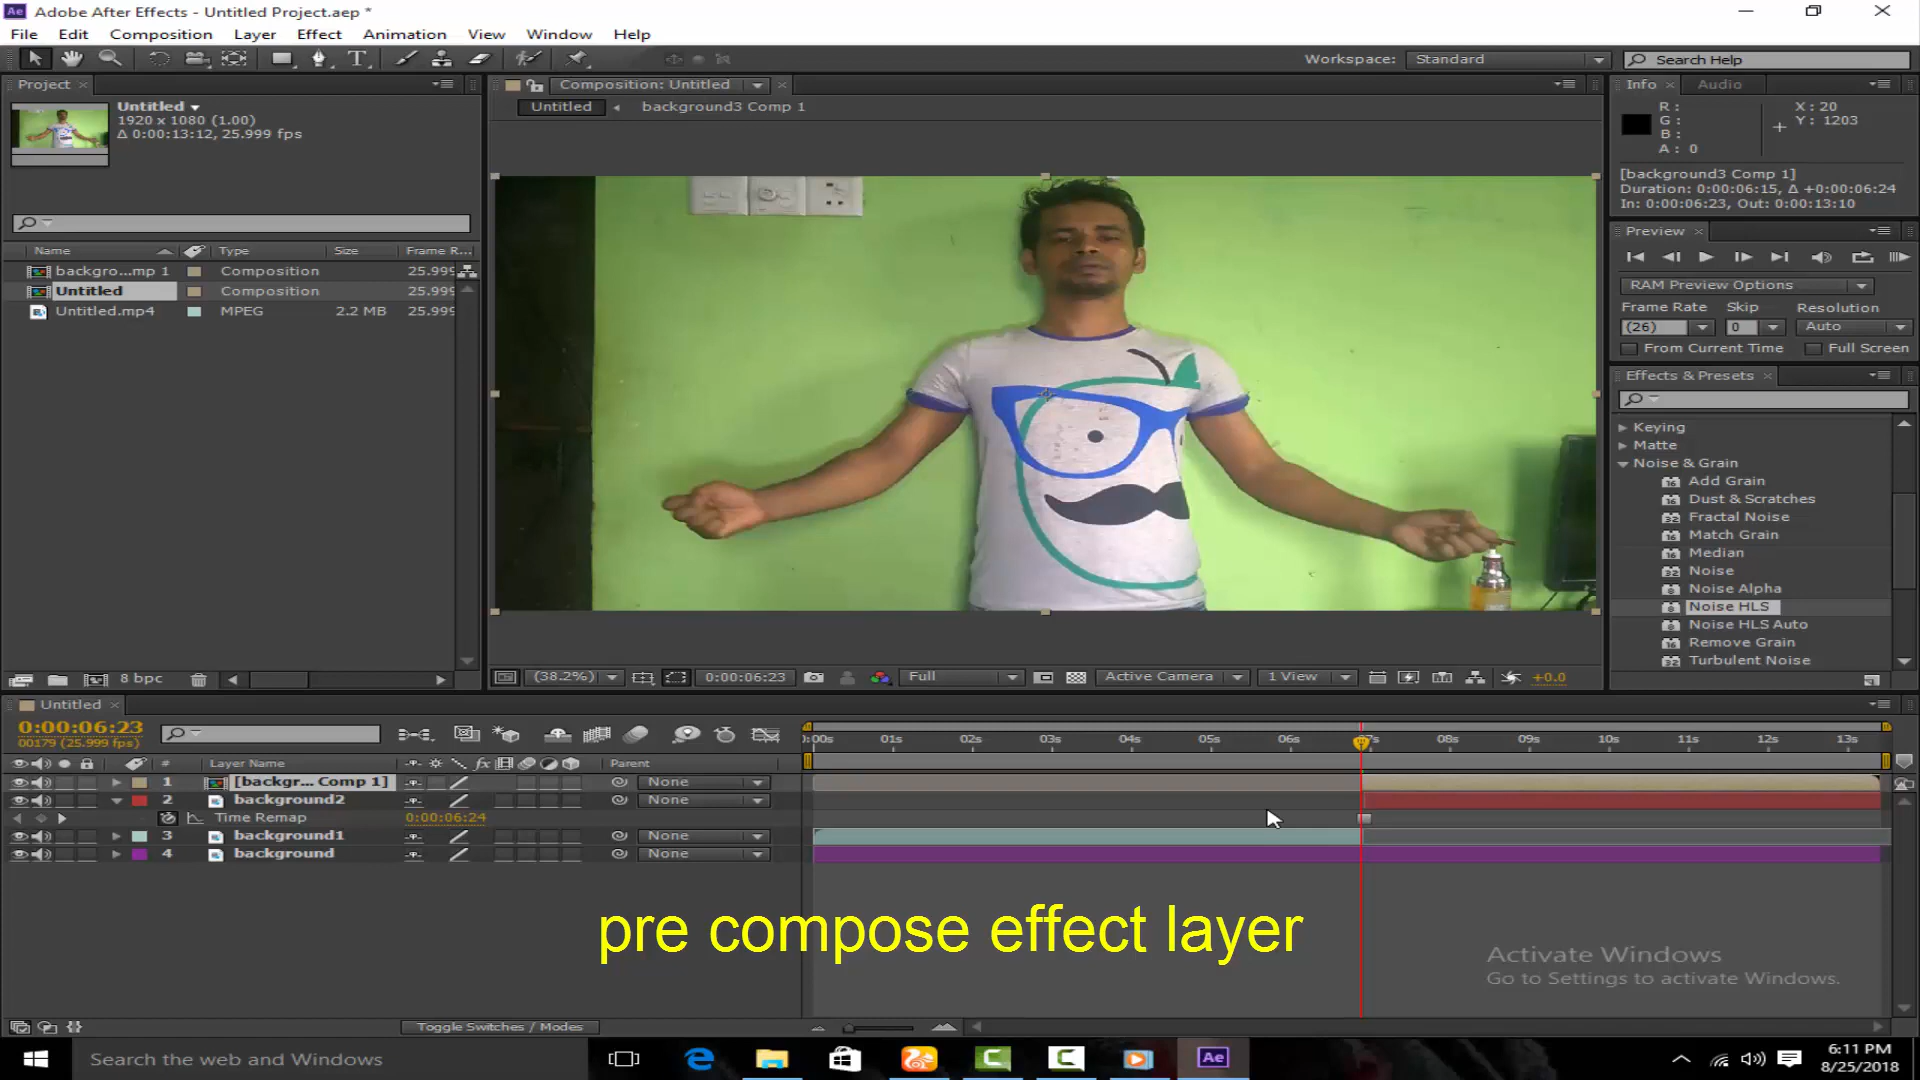 Adobe After Effects - Untitled Project.aep *
File Edit Composition Layer Effect Animation View Window Help
Workspace: Standard Search Help
Project
Untitled
1920 x 1080 (1.00)
Δ 0:00:13:12, 25.999 fps
Name Type Size Frame R...
backgro...mp 1 Composition 25.999
Untitled Composition 25.999
Untitled.mp4 MPEG 2.2 MB 25.999
8 bpc
Composition: Untitled
Untitled background3 Comp 1
(38.2%) 0:00:06:23 Full Active Camera 1 View +0.0
Info Audio
R :
G :
B :
A : 0
X : 20
Y : 1203
[background3 Comp 1]
Duration: 0:00:06:15, Δ +0:00:06:24
In: 0:00:06:23, Out: 0:00:13:10
Preview
RAM Preview Options
Frame Rate Skip Resolution
(26) 0 Auto
From Current Time Full Screen
Effects & Presets
Keying
Matte
Noise & Grain
Add Grain
Dust & Scratches
Fractal Noise
Match Grain
Median
Noise
Noise Alpha
Noise HLS
Noise HLS Auto
Remove Grain
Turbulent Noise
Untitled
0:00:06:23
00179 (25.999 fps)
0:00s 01s 02s 03s 04s 05s 06s 7s 08s 09s 10s 11s 12s 13s
# Layer Name fx Parent
1 [backgr... Comp 1] None
2 background2 None
Time Remap 0:00:06:24
3 background1 None
4 background None
pre compose effect layer
Activate Windows
Go to Settings to activate Windows.
Toggle Switches / Modes
Search the web and Windows
Ae
6:11 PM
8/25/2018